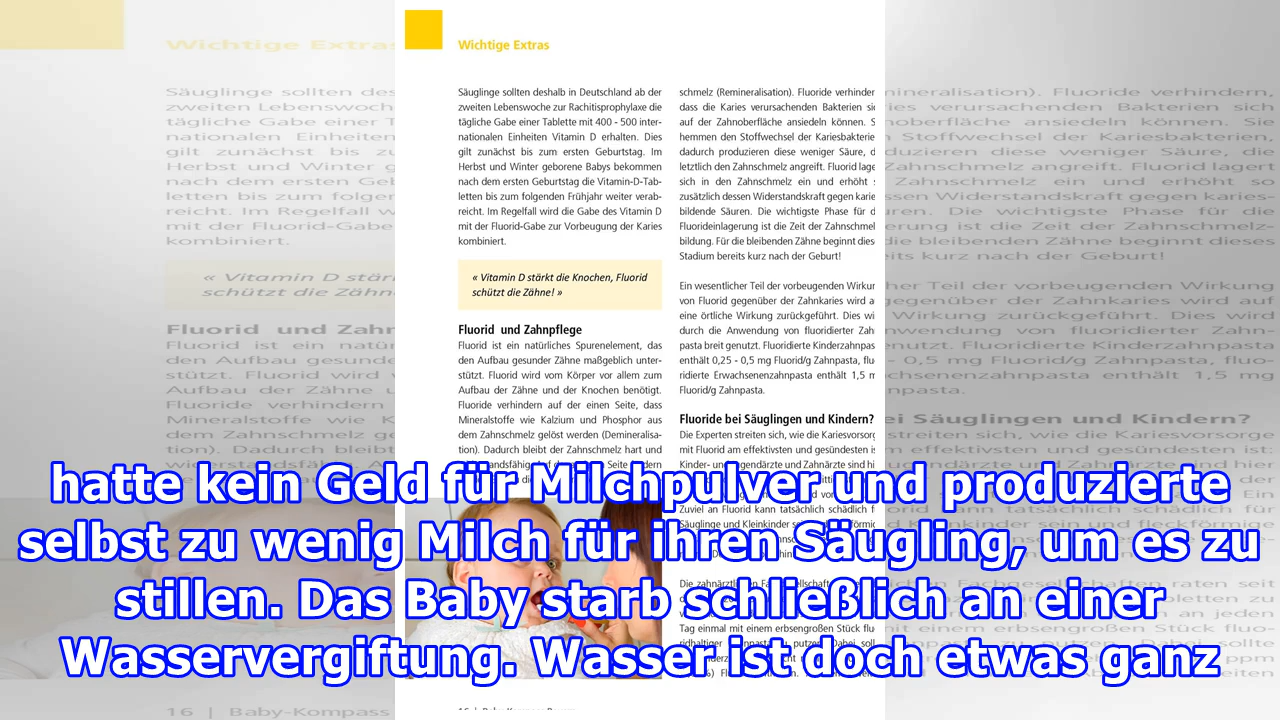 Wichtige Extras
Säuglinge sollten deshalb in Deutschland ab der
zweiten Lebenswoche zur Rachitisprophylaxe die
tägliche Gabe einer Tablette mit 400 - 500 inter-
nationalen Einheiten Vitamin D erhalten. Dies
gilt zunächst bis zum ersten Geburtstag. Im
Herbst und Winter geborene Babys bekommen
nach dem ersten Geburtstag die Vitamin-D-Tab-
letten bis zum folgenden Frühjahr weiter verab-
reicht. Im Regelfall wird die Gabe des Vitamin D
mit der Fluorid-Gabe zur Vorbeugung der Karies
kombiniert.
« Vitamin D stärkt die Knochen, Fluorid
schützt die Zähne! »
Fluorid und Zahnpflege
Fluorid ist ein natürliches Spurenelement, das
den Aufbau gesunder Zähne maßgeblich unter-
stützt. Fluorid wird vom Körper vor allem zum
Aufbau der Zähne und der Knochen benötigt.
Fluoride verhindern auf der einen Seite, dass
Mineralstoffe wie Kalzium und Phosphor aus
dem Zahnschmelz gelöst werden (Demineralisa-
tion). Dadurch bleibt der Zahnschmelz hart und
schmelz (Remineralisation). Fluoride verhindern,
dass die Karies verursachenden Bakterien sich
auf der Zahnoberfläche ansiedeln können. Sie
hemmen den Stoffwechsel der Kariesbakterien,
dadurch produzieren diese weniger Säure, die
letztlich den Zahnschmelz angreift. Fluorid lagert
sich in den Zahnschmelz ein und erhöht so
zusätzlich dessen Widerstandskraft gegen karies-
bildende Säuren. Die wichtigste Phase für die
Fluorideinlagerung ist die Zeit der Zahnschmelz-
bildung. Für die bleibenden Zähne beginnt dieses
Stadium bereits kurz nach der Geburt!
Ein wesentlicher Teil der vorbeugenden Wirkung
von Fluorid gegenüber der Zahnkaries wird auf
eine örtliche Wirkung zurückgeführt. Dies wird
durch die Anwendung von fluoridierter Zahn-
pasta breit genutzt. Fluoridierte Kinderzahnpasta
enthält 0,25 - 0,5 mg Fluorid/g Zahnpasta, fluo-
ridierte Erwachsenenzahnpasta enthält 1,5 mg
Fluorid/g Zahnpasta.
Fluoride bei Säuglingen und Kindern?
Die Experten streiten sich, wie die Kariesvorsorge
mit Fluorid am effektivsten und gesündesten ist.
hatte kein Geld für Milchpulver und produzierte
selbst zu wenig Milch für ihren Säugling, um es zu
stillen. Das Baby starb schließlich an einer
Wasservergiftung. Wasser ist doch etwas ganz
16 | Baby-Kompass